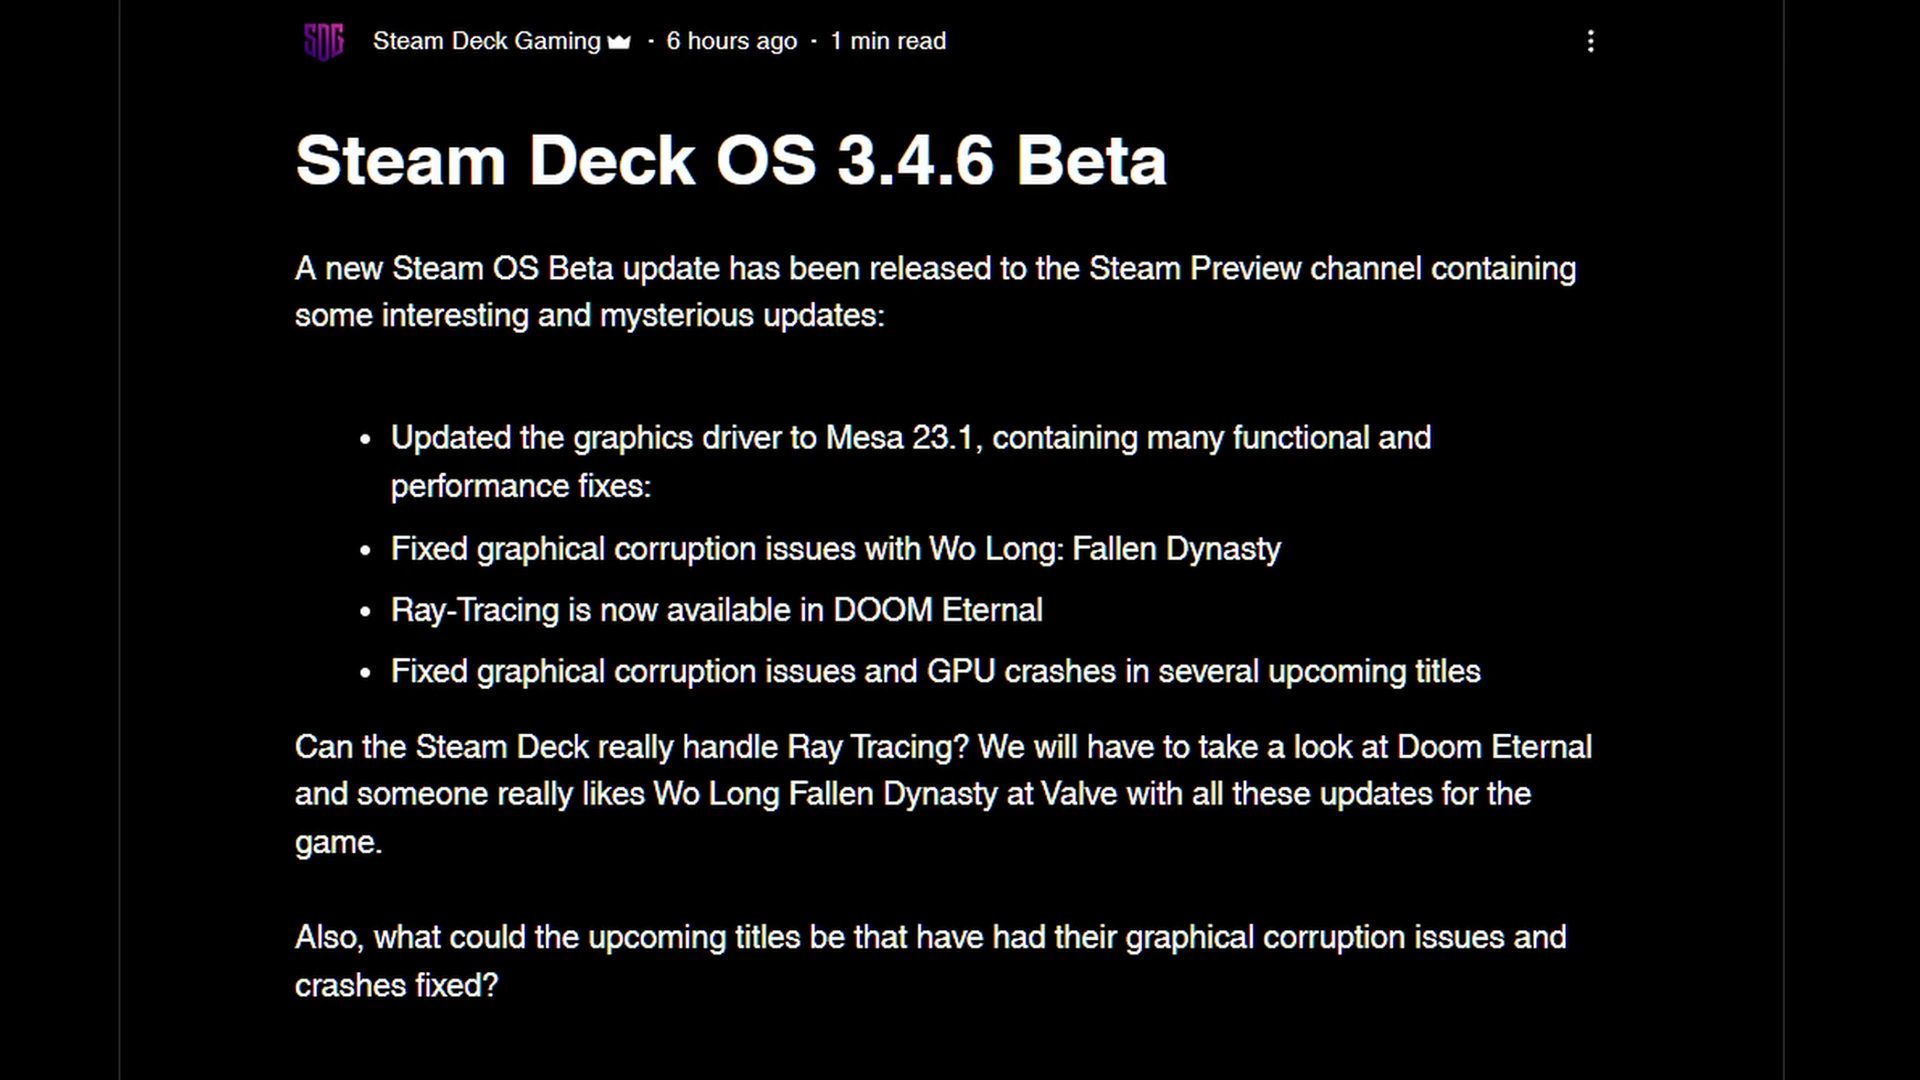 SDG
Steam Deck Gaming · 6 hours ago · 1 min read
Steam Deck OS 3.4.6 Beta
A new Steam OS Beta update has been released to the Steam Preview channel containing
some interesting and mysterious updates:
• Updated the graphics driver to Mesa 23.1, containing many functional and
performance fixes:
• Fixed graphical corruption issues with Wo Long: Fallen Dynasty
• Ray-Tracing is now available in DOOM Eternal
• Fixed graphical corruption issues and GPU crashes in several upcoming titles
Can the Steam Deck really handle Ray Tracing? We will have to take a look at Doom Eternal
and someone really likes Wo Long Fallen Dynasty at Valve with all these updates for the
game.
Also, what could the upcoming titles be that have had their graphical corruption issues and
crashes fixed?